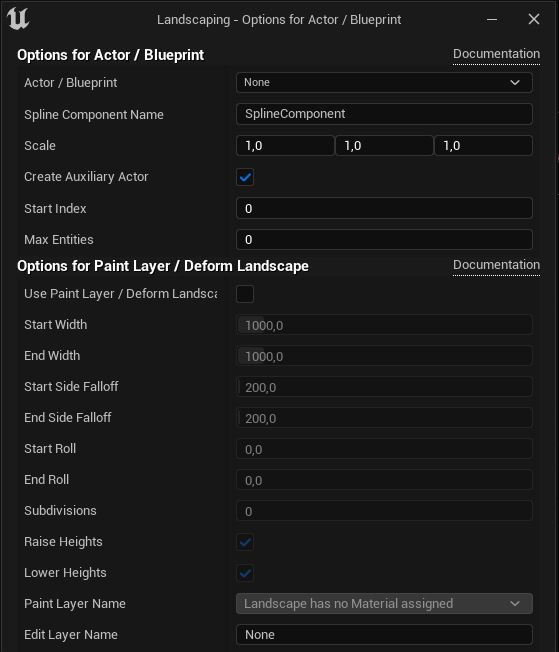 Landscaping - Options for Actor / Blueprint
Options for Actor / Blueprint Documentation
Actor / Blueprint None
Spline Component Name SplineComponent
Scale 1,0 1,0 1,0
Create Auxiliary Actor
Start Index 0
Max Entities 0
Options for Paint Layer / Deform Landscape Documentation
Use Paint Layer / Deform Landsca
Start Width 1000,0
End Width 1000,0
Start Side Falloff 200,0
End Side Falloff 200,0
Start Roll 0,0
End Roll 0,0
Subdivisions 0
Raise Heights
Lower Heights
Paint Layer Name Landscape has no Material assigned
Edit Layer Name None